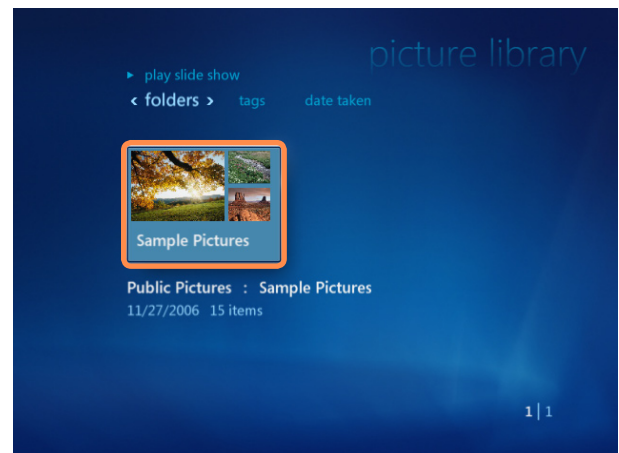 picture library
▸ play slide show
‹ folders › tags date taken
Sample Pictures
Public Pictures : Sample Pictures
11/27/2006 15 items
1 | 1